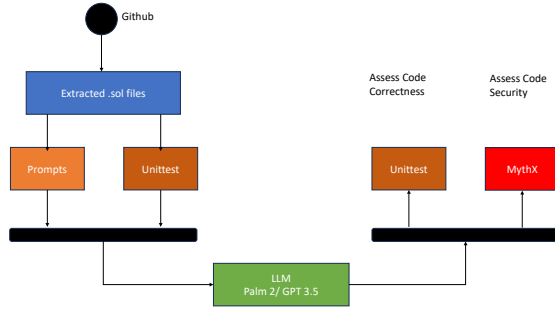 Github
Extracted .sol files
Prompts
Unittest
LLM
Palm 2/ GPT 3.5
Assess Code
Correctness
Assess Code
Security
Unittest
MythX